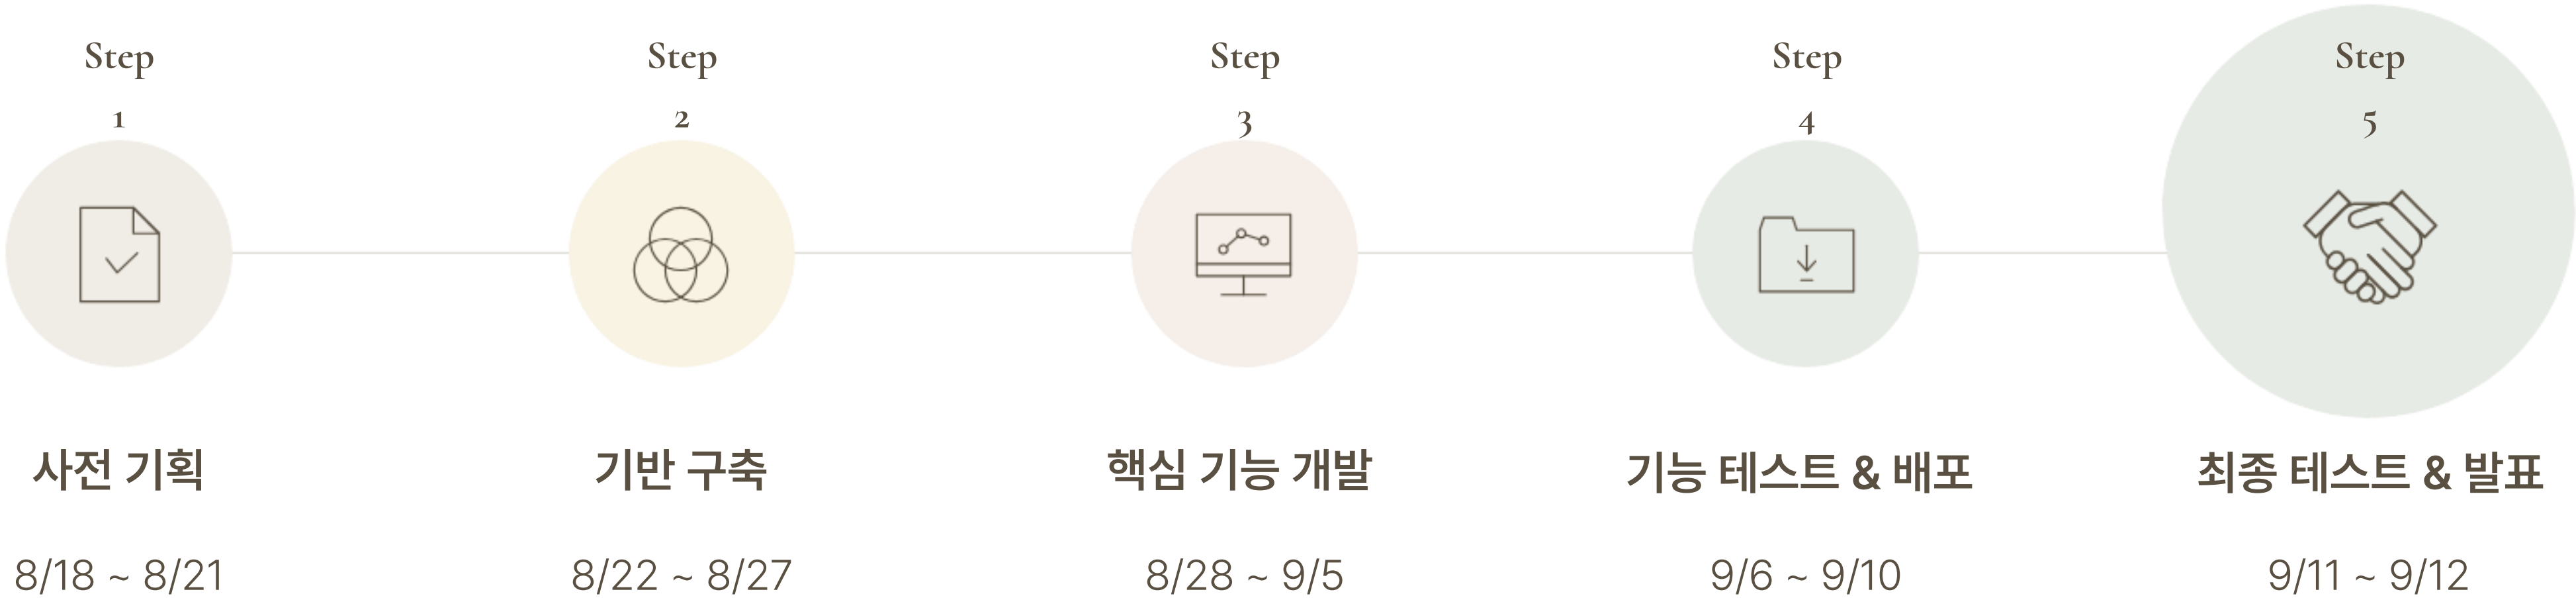 Step
1
사전 기획
8/18 ~ 8/21
Step
2
기반 구축
8/22 ~ 8/27
Step
3
핵심 기능 개발
8/28 ~ 9/5
Step
4
기능 테스트 & 배포
9/6 ~ 9/10
Step
5
최종 테스트 & 발표
9/11 ~ 9/12